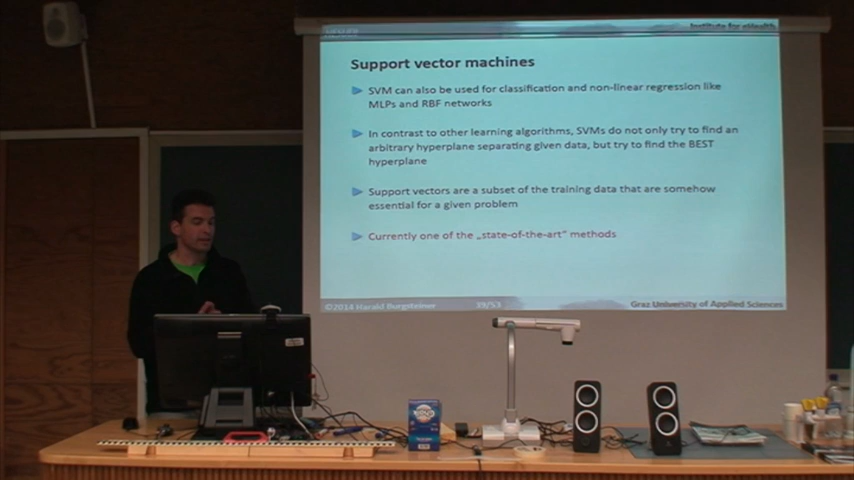 Institute for eHealth
Support vector machines
SVM can also be used for classification and non-linear regression like
MLPs and RBF networks
In contrast to other learning algorithms, SVMs do not only try to find an
arbitrary hyperplane separating given data, but try to find the BEST
hyperplane
Support vectors are a subset of the training data that are somehow
essential for a given problem
Currently one of the „state-of-the-art“ methods
©2014 Harald Burgsteiner
39/53
Graz University of Applied Sciences